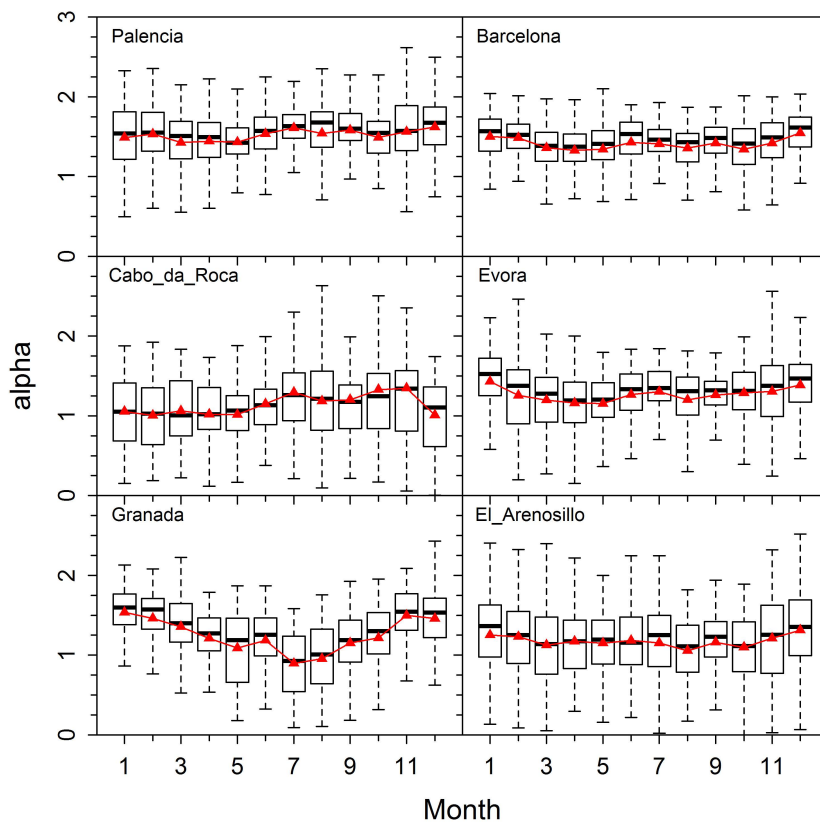 3
Palencia
Barcelona
2
1
0
Cabo_da_Roca
Evora
2
1
0
alpha
Granada
El_Arenosillo
2
1
0
1 3 5 7 9 11 1 3 5 7 9 11
Month